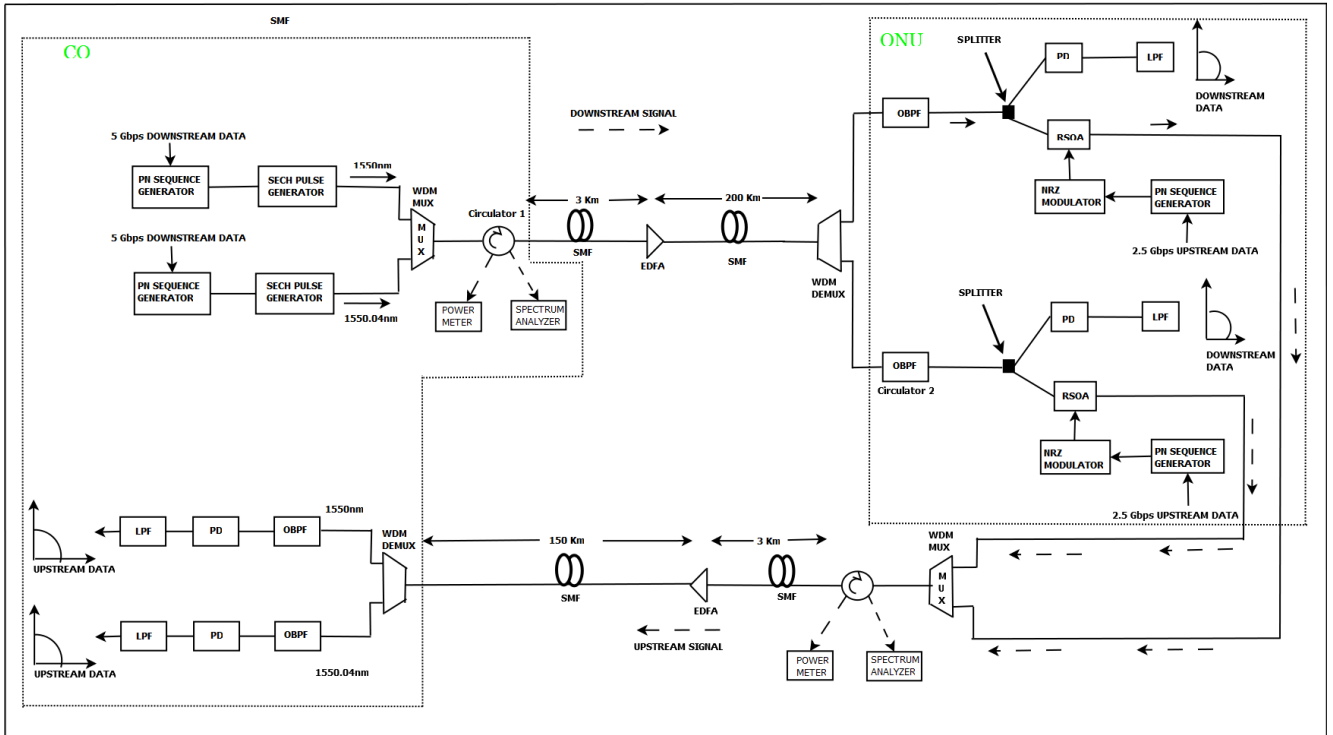 SMF
CO
ONU
SPLITTER
PD
LPF
DOWNSTREAM
DATA
OBPF
RSOA
NRZ
MODULATOR
PN SEQUENCE
GENERATOR
2.5 Gbps UPSTREAM DATA
DOWNSTREAM SIGNAL
5 Gbps DOWNSTREAM DATA
PN SEQUENCE
GENERATOR
SECH PULSE
GENERATOR
1550nm
WDM
MUX
MUX
Circulator 1
3 Km
SMF
EDFA
200 Km
SMF
WDM
DEMUX
5 Gbps DOWNSTREAM DATA
PN SEQUENCE
GENERATOR
SECH PULSE
GENERATOR
1550.04nm
POWER
METER
SPECTRUM
ANALYZER
SPLITTER
PD
LPF
DOWNSTREAM
DATA
OBPF
Circulator 2
RSOA
NRZ
MODULATOR
PN SEQUENCE
GENERATOR
2.5 Gbps UPSTREAM DATA
1550nm
LPF
PD
OBPF
WDM
DEMUX
UPSTREAM DATA
150 Km
SMF
EDFA
3 Km
SMF
WDM
MUX
MUX
LPF
PD
OBPF
1550.04nm
UPSTREAM DATA
UPSTREAM SIGNAL
POWER
METER
SPECTRUM
ANALYZER